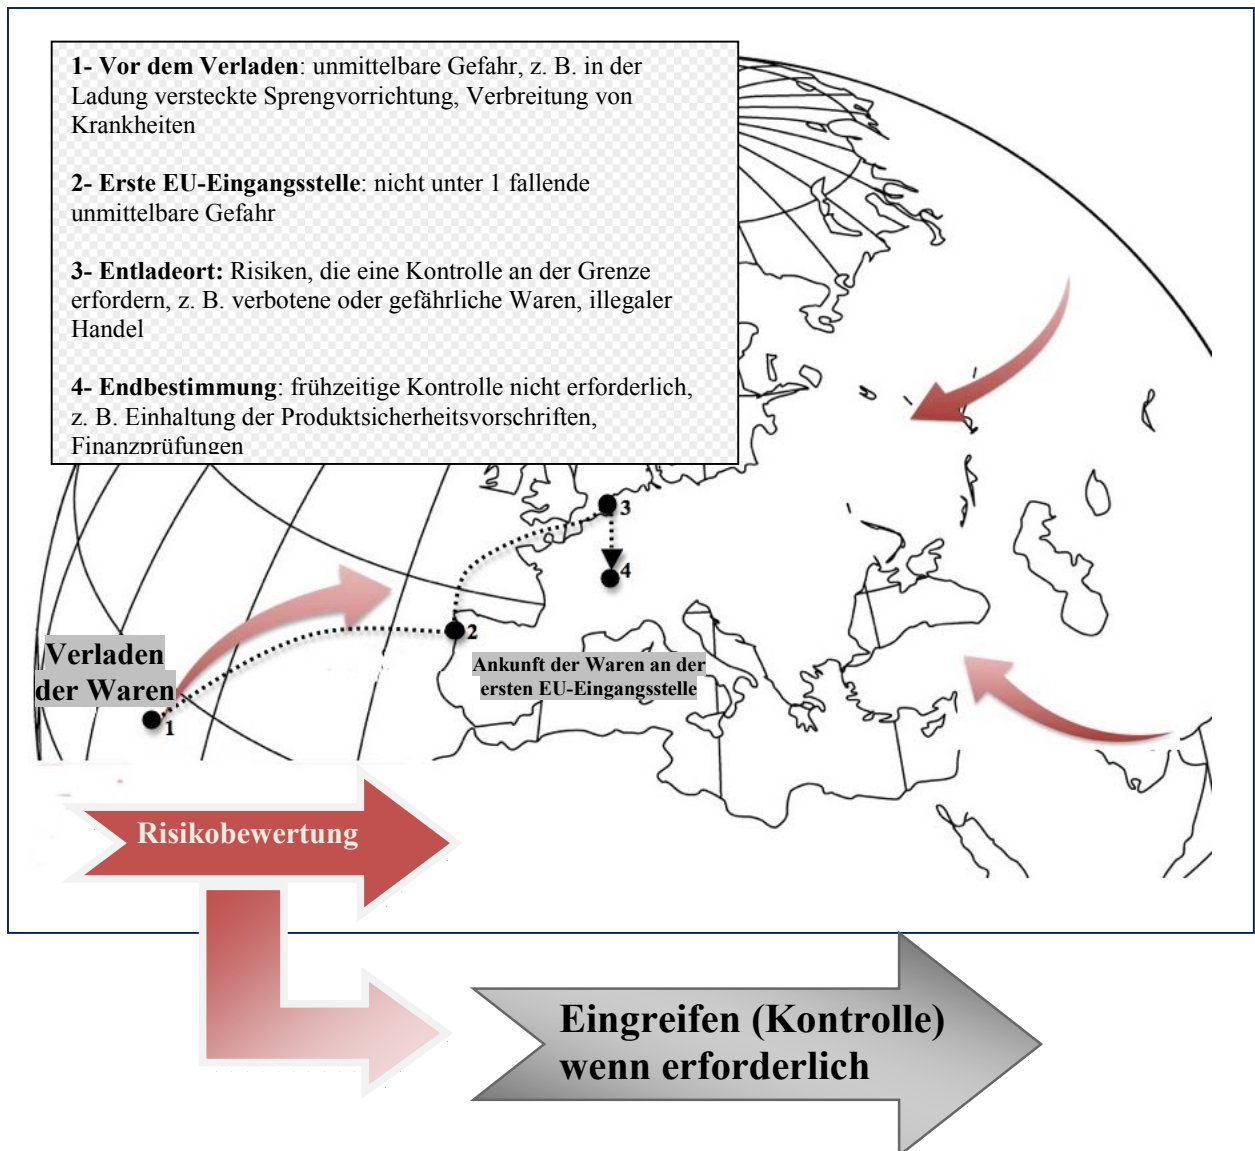 1- Vor dem Verladen: unmittelbare Gefahr, z. B. in der
Ladung versteckte Sprengvorrichtung, Verbreitung von
Krankheiten
2- Erste EU-Eingangsstelle: nicht unter 1 fallende
unmittelbare Gefahr
3- Entladeort: Risiken, die eine Kontrolle an der Grenze
erfordern, z. B. verbotene oder gefährliche Waren, illegaler
Handel
4- Endbestimmung: frühzeitige Kontrolle nicht erforderlich,
z. B. Einhaltung der Produktsicherheitsvorschriften,
Finanzprüfungen
3
4
2
Verladen
der Waren
1
Ankunft der Waren an der
ersten EU-Eingangsstelle
Risikobewertung
Eingreifen (Kontrolle)
wenn erforderlich